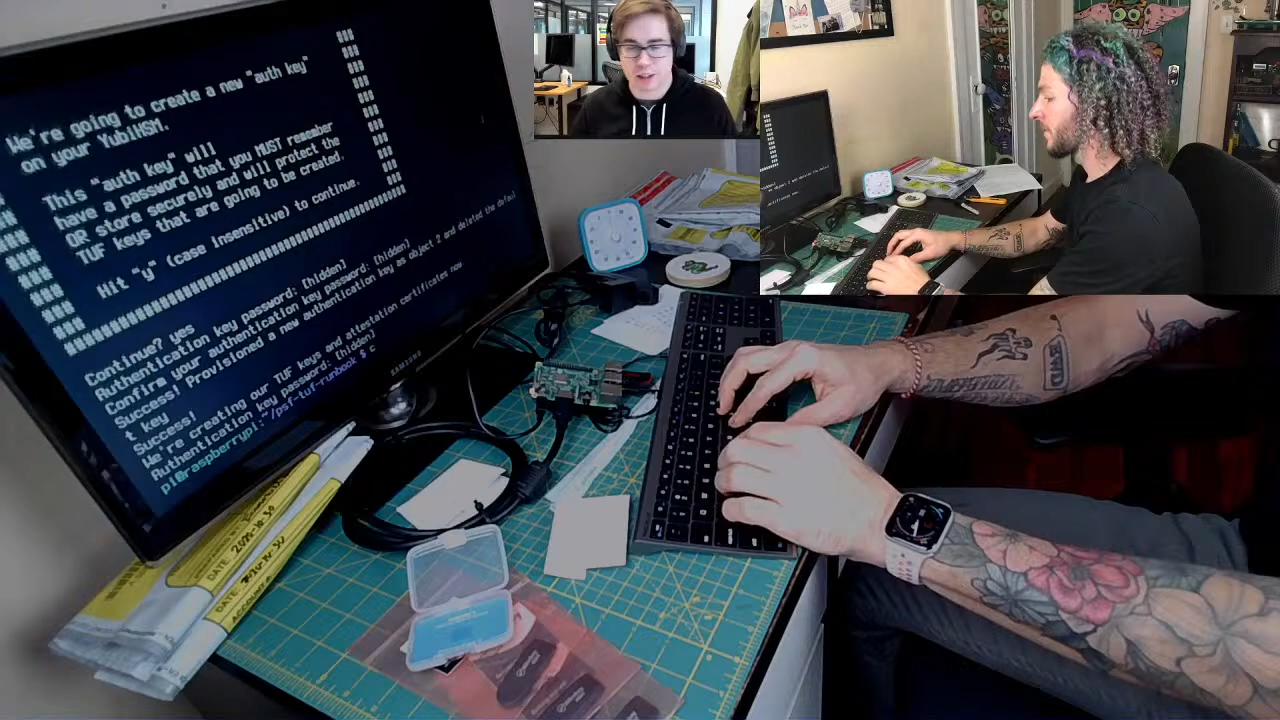 We're going to create a new "auth key"
on your YubiHSM.
This "auth key" will
have a password that you MUST remember
OR store securely and will protect the
TUF keys that are going to be created.
Hit "y" (case insensitive) to continue.
Continue? yes
Authentication key password: [hidden]
Confirm your authentication key password: [hidden]
Success! Provisioned a new authentication key as object 2 and deleted the defaul
t key
Success!
We're creating our TUF keys and attestation certificates now
Authentication key password: [hidden]
pi@raspberrypi:~/psf-tuf-runbook $ c
SAMSUNG
DATE
DATE: